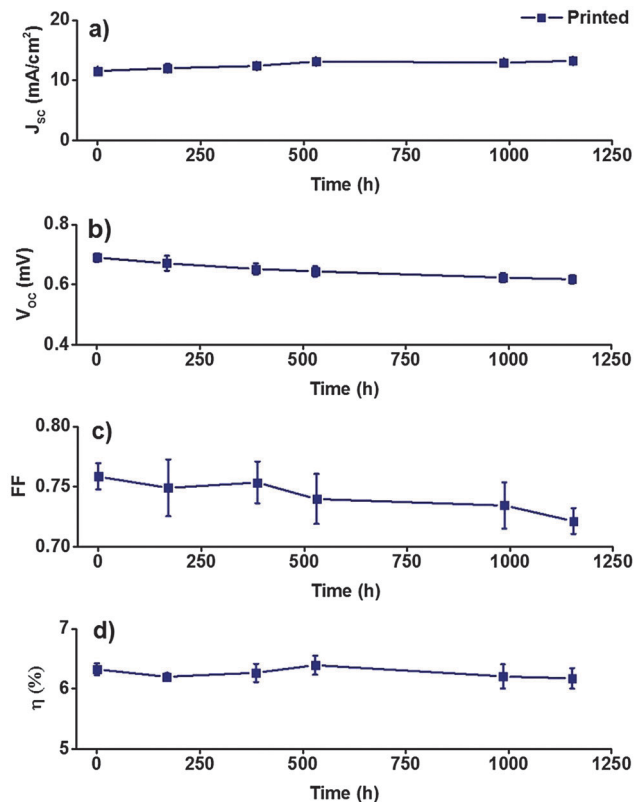 Printed
a)
J_SC (mA/cm²)
20
10
0
0 250 500 750 1000 1250
Time (h)
b)
V_OC (mV)
0.8
0.6
0.4
0 250 500 750 1000 1250
Time (h)
c)
FF
0.80
0.75
0.70
0 250 500 750 1000 1250
Time (h)
d)
η (%)
7
6
5
0 250 500 750 1000 1250
Time (h)